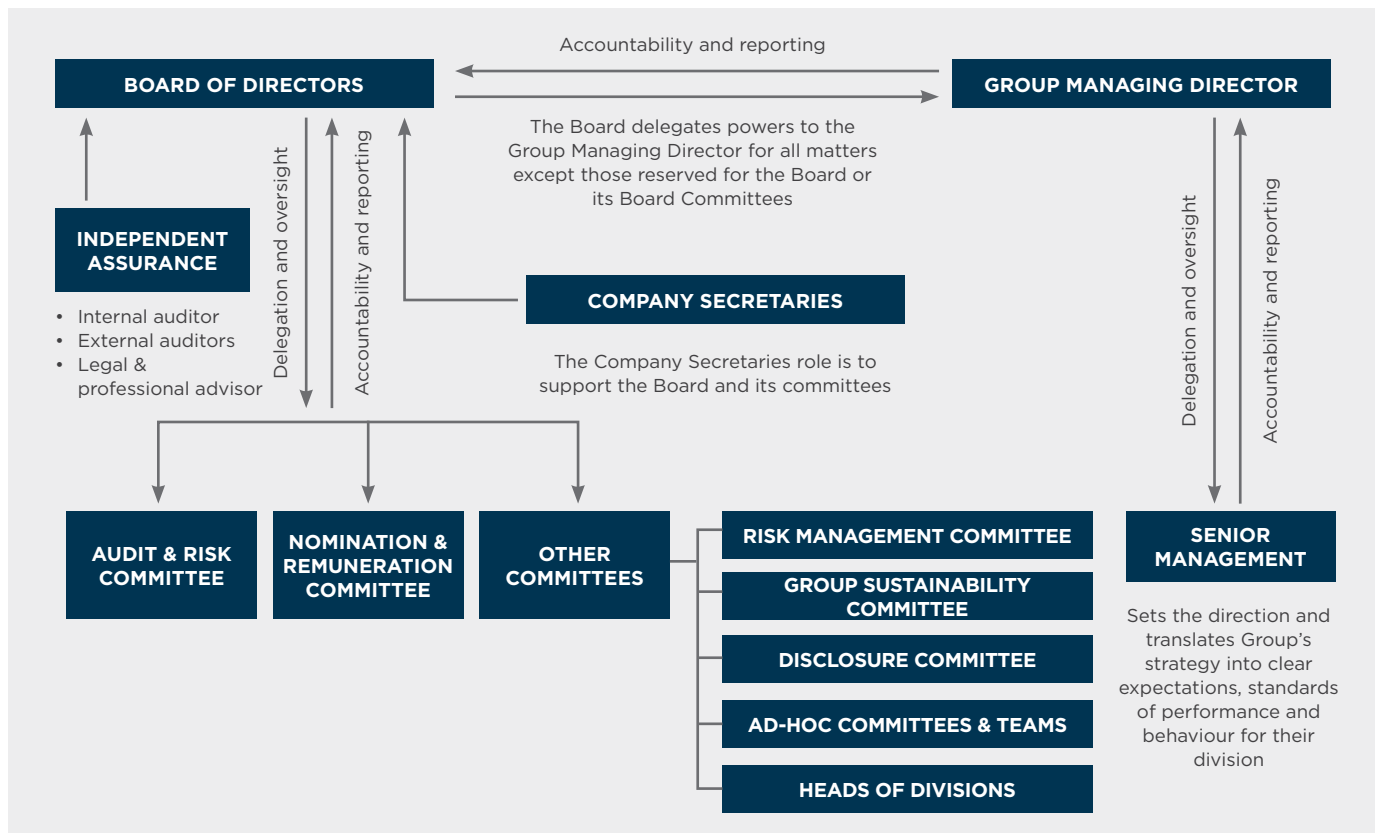 Accountability and reporting
BOARD OF DIRECTORS
GROUP MANAGING DIRECTOR
The Board delegates powers to the
Group Managing Director for all matters
except those reserved for the Board or
its Board Committees
INDEPENDENT
ASSURANCE
• Internal auditor
• External auditors
• Legal &
professional advisor
Delegation and oversight
Accountability and reporting
COMPANY SECRETARIES
The Company Secretaries role is to
support the Board and its committees
Delegation and oversight
Accountability and reporting
AUDIT & RISK
COMMITTEE
NOMINATION &
REMUNERATION
COMMITTEE
OTHER
COMMITTEES
RISK MANAGEMENT COMMITTEE
GROUP SUSTAINABILITY
COMMITTEE
DISCLOSURE COMMITTEE
AD-HOC COMMITTEES & TEAMS
HEADS OF DIVISIONS
SENIOR
MANAGEMENT
Sets the direction and
translates Group’s
strategy into clear
expectations, standards
of performance and
behaviour for their
division